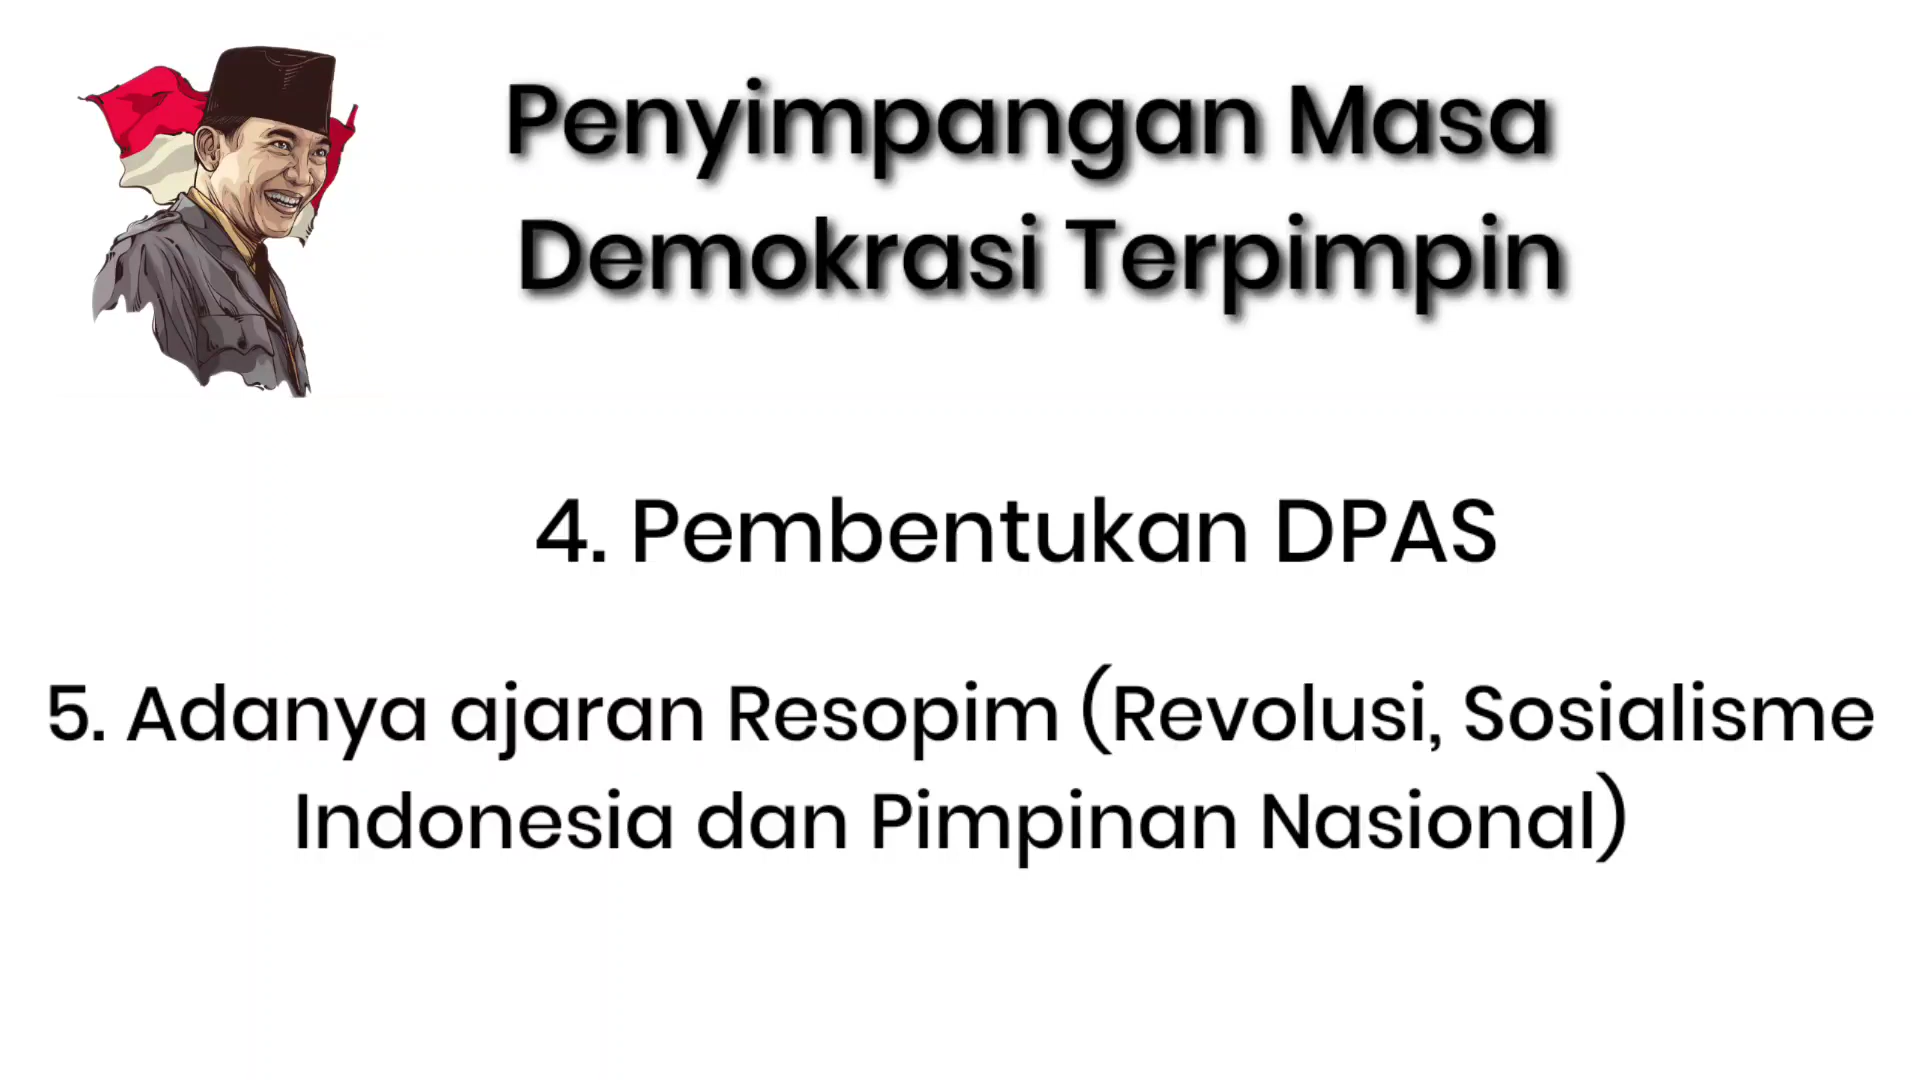 Penyimpangan Masa
Demokrasi Terpimpin
4. Pembentukan DPAS
5. Adanya ajaran Resopim (Revolusi, Sosialisme
Indonesia dan Pimpinan Nasional)